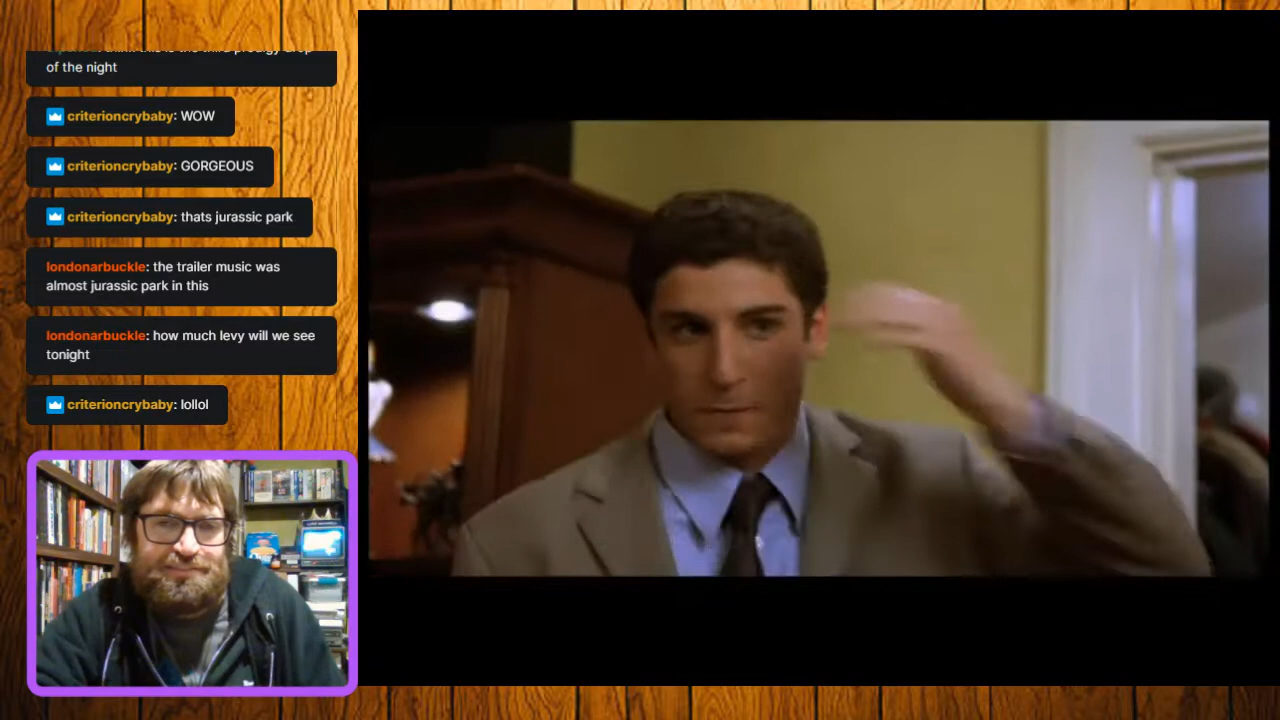 of the night
criterioncrybaby: WOW
criterioncrybaby: GORGEOUS
criterioncrybaby: thats jurassic park
londonarbuckle: the trailer music was
almost jurassic park in this
londonarbuckle: how much levy will we see
tonight
criterioncrybaby: lollol